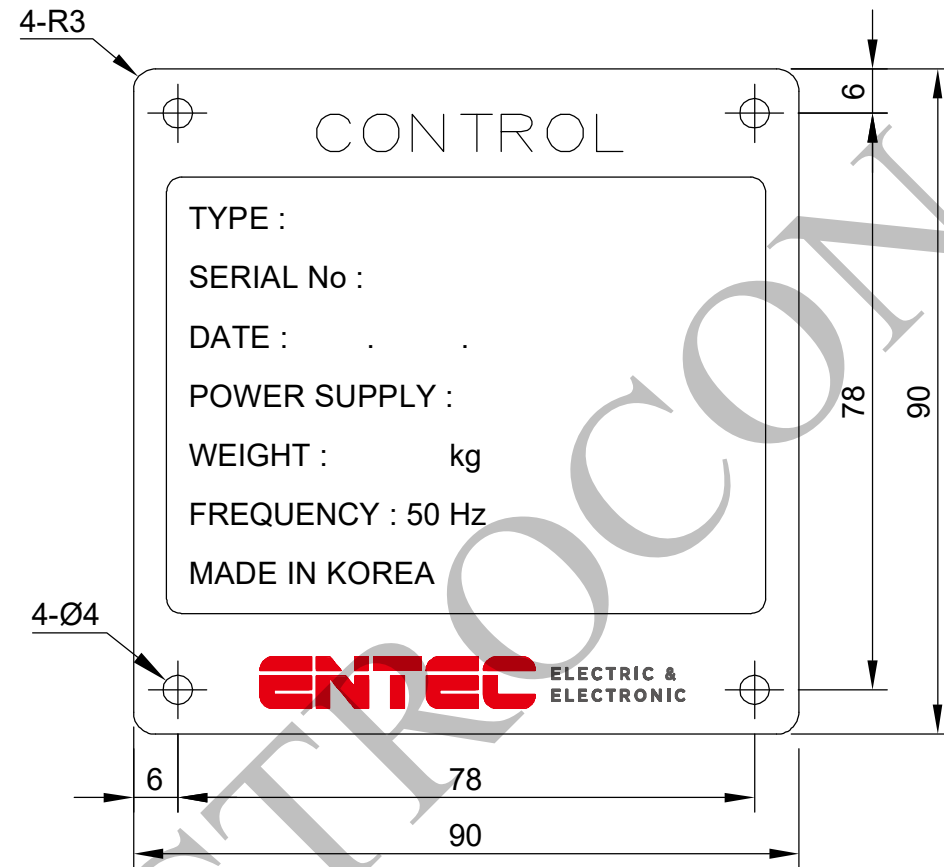 4-R3
6
CONTROL
TYPE :
SERIAL No :
DATE : . .
POWER SUPPLY :
78
90
WEIGHT : kg
FREQUENCY : 50 Hz
MADE IN KOREA
4-Ø4
ENTEC
ELECTRIC &
ELECTRONIC
6
78
90